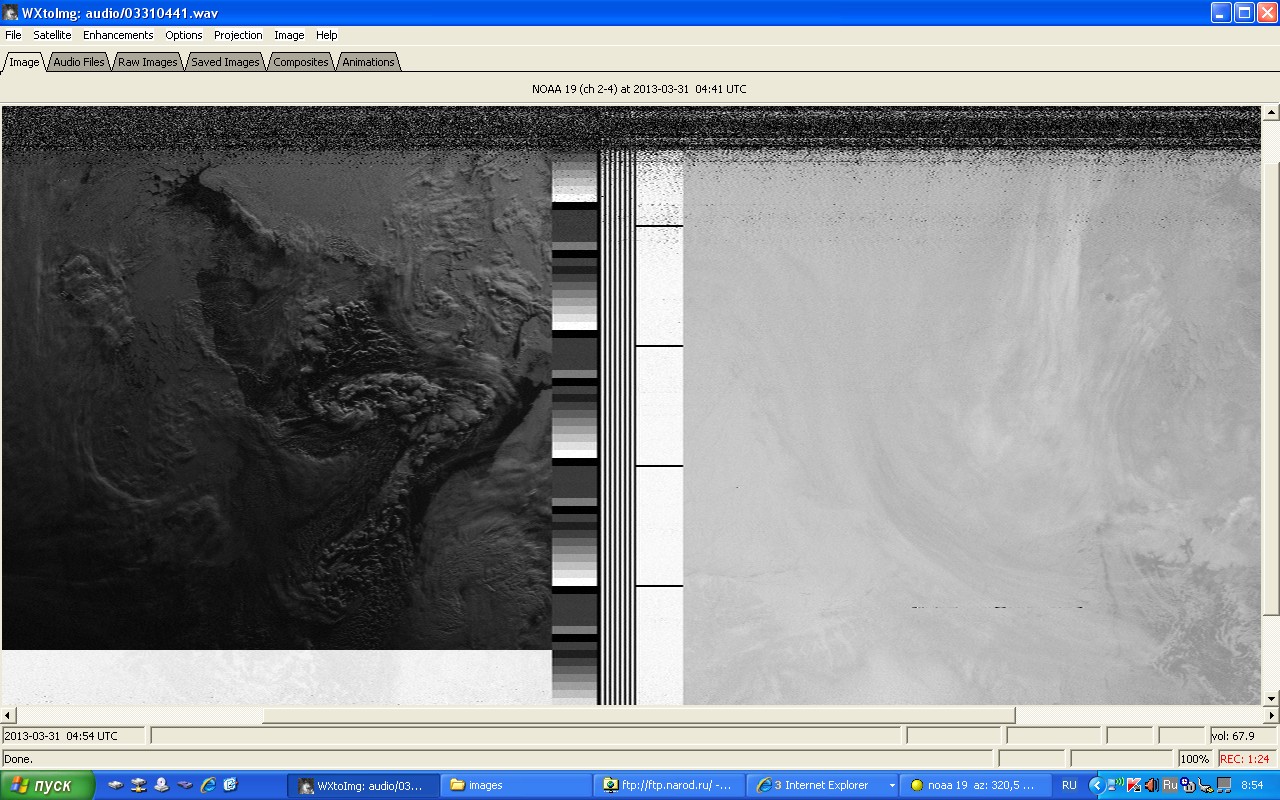 WXtoImg: audio/03310441.wav
File Satellite Enhancements Options Projection Image Help
Image Audio Files Raw Images Saved Images Composites Animations
NOAA 19 (ch 2-4) at 2013-03-31 04:41 UTC
2013-03-31 04:54 UTC vol: 67.9
Done. 100% REC: 1:24
пуск WXtoImg: audio/03... images ftp://ftp.narod.ru/ -... 3 Internet Explorer noaa 19 az: 320,5 ... RU Ru 8:54